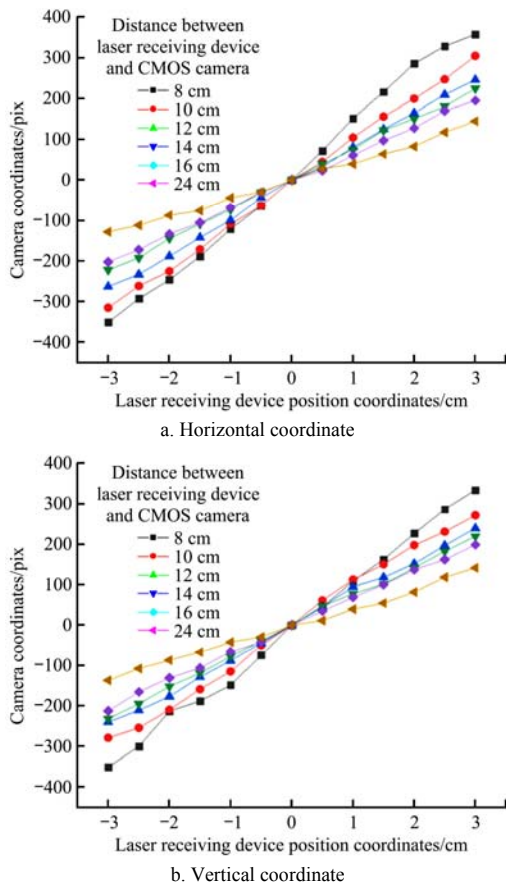 400
300
200
100
0
−100
−200
−300
−400
Camera coordinates/pix
Distance between
laser receiving device
and CMOS camera
8 cm
10 cm
12 cm
14 cm
16 cm
24 cm
−3 −2 −1 0 1 2 3
Laser receiving device position coordinates/cm
a. Horizontal coordinate
400
300
200
100
0
−100
−200
−300
−400
Camera coordinates/pix
Distance between
laser receiving device
and CMOS camera
8 cm
10 cm
12 cm
14 cm
16 cm
24 cm
−3 −2 −1 0 1 2 3
Laser receiving device position coordinates/cm
b. Vertical coordinate